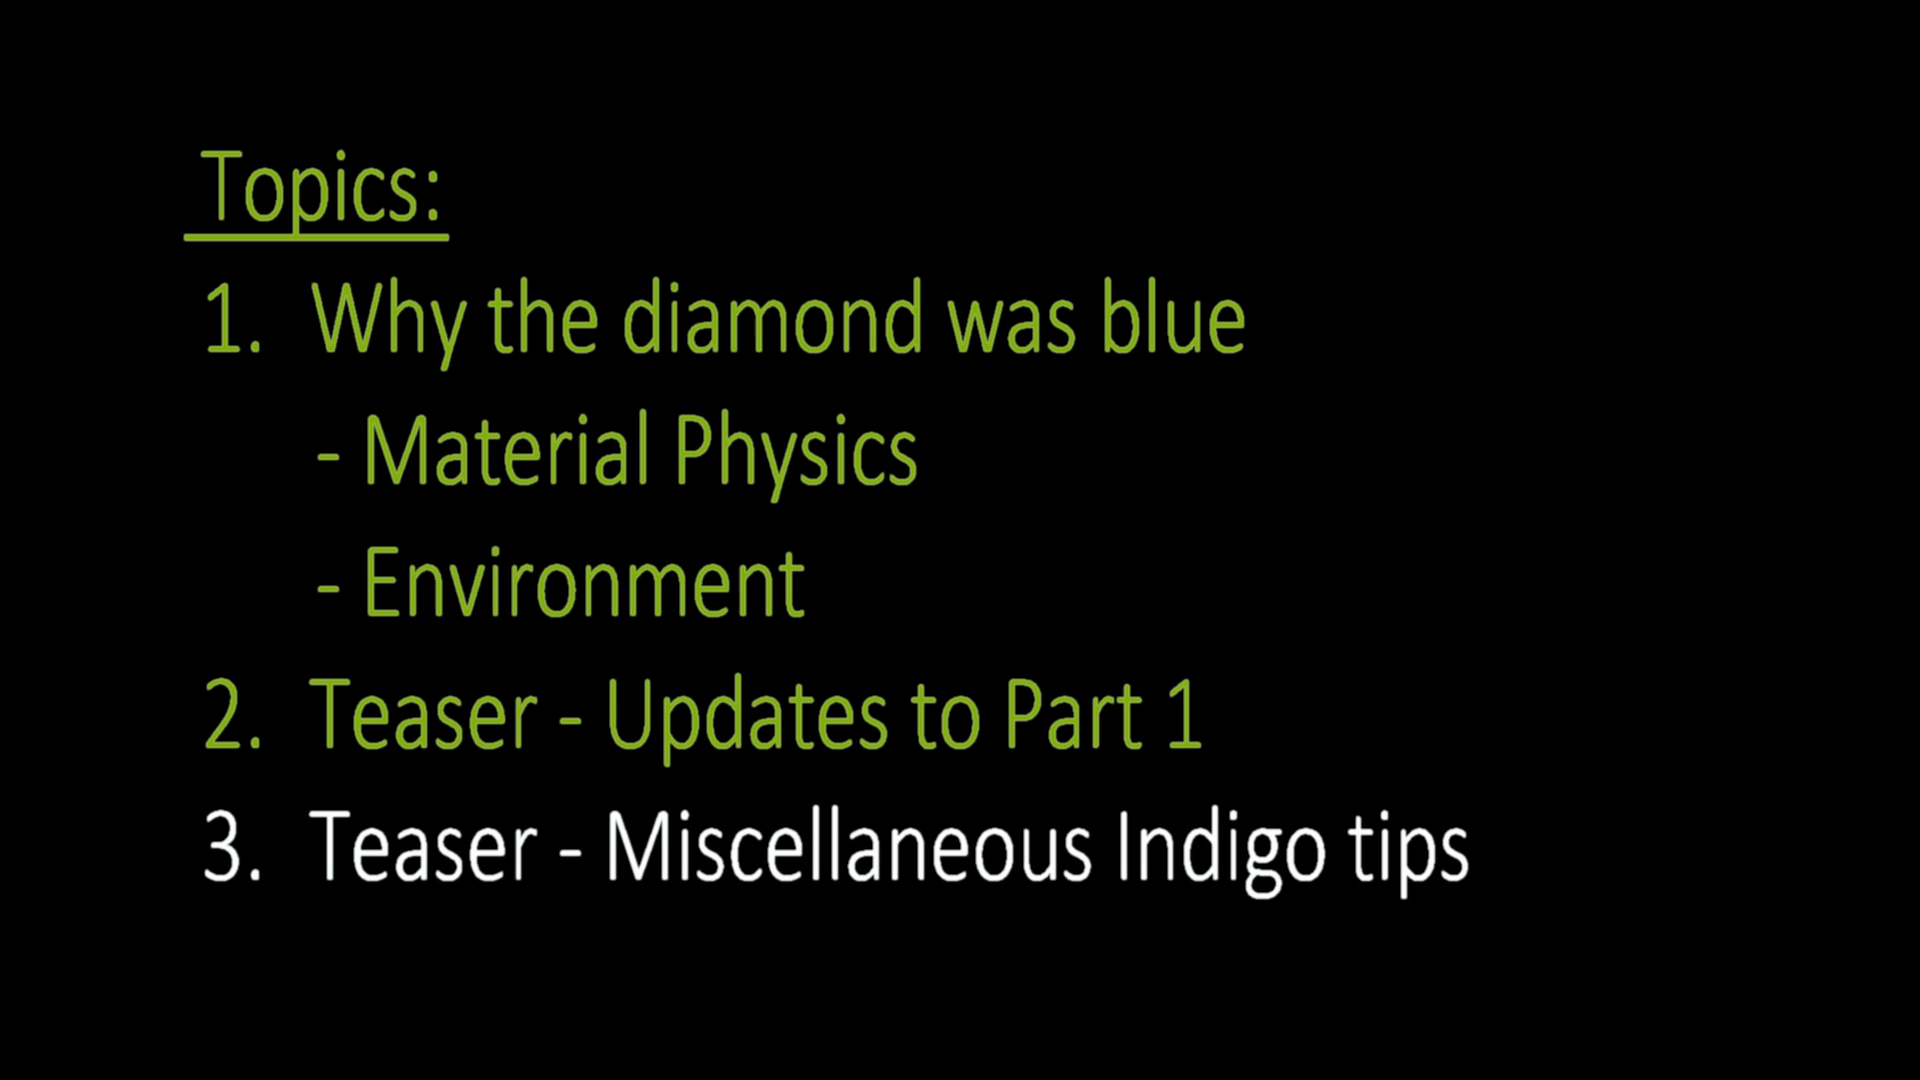 Topics:
1. Why the diamond was blue
- Material Physics
- Environment
2. Teaser - Updates to Part 1
3. Teaser - Miscellaneous Indigo tips